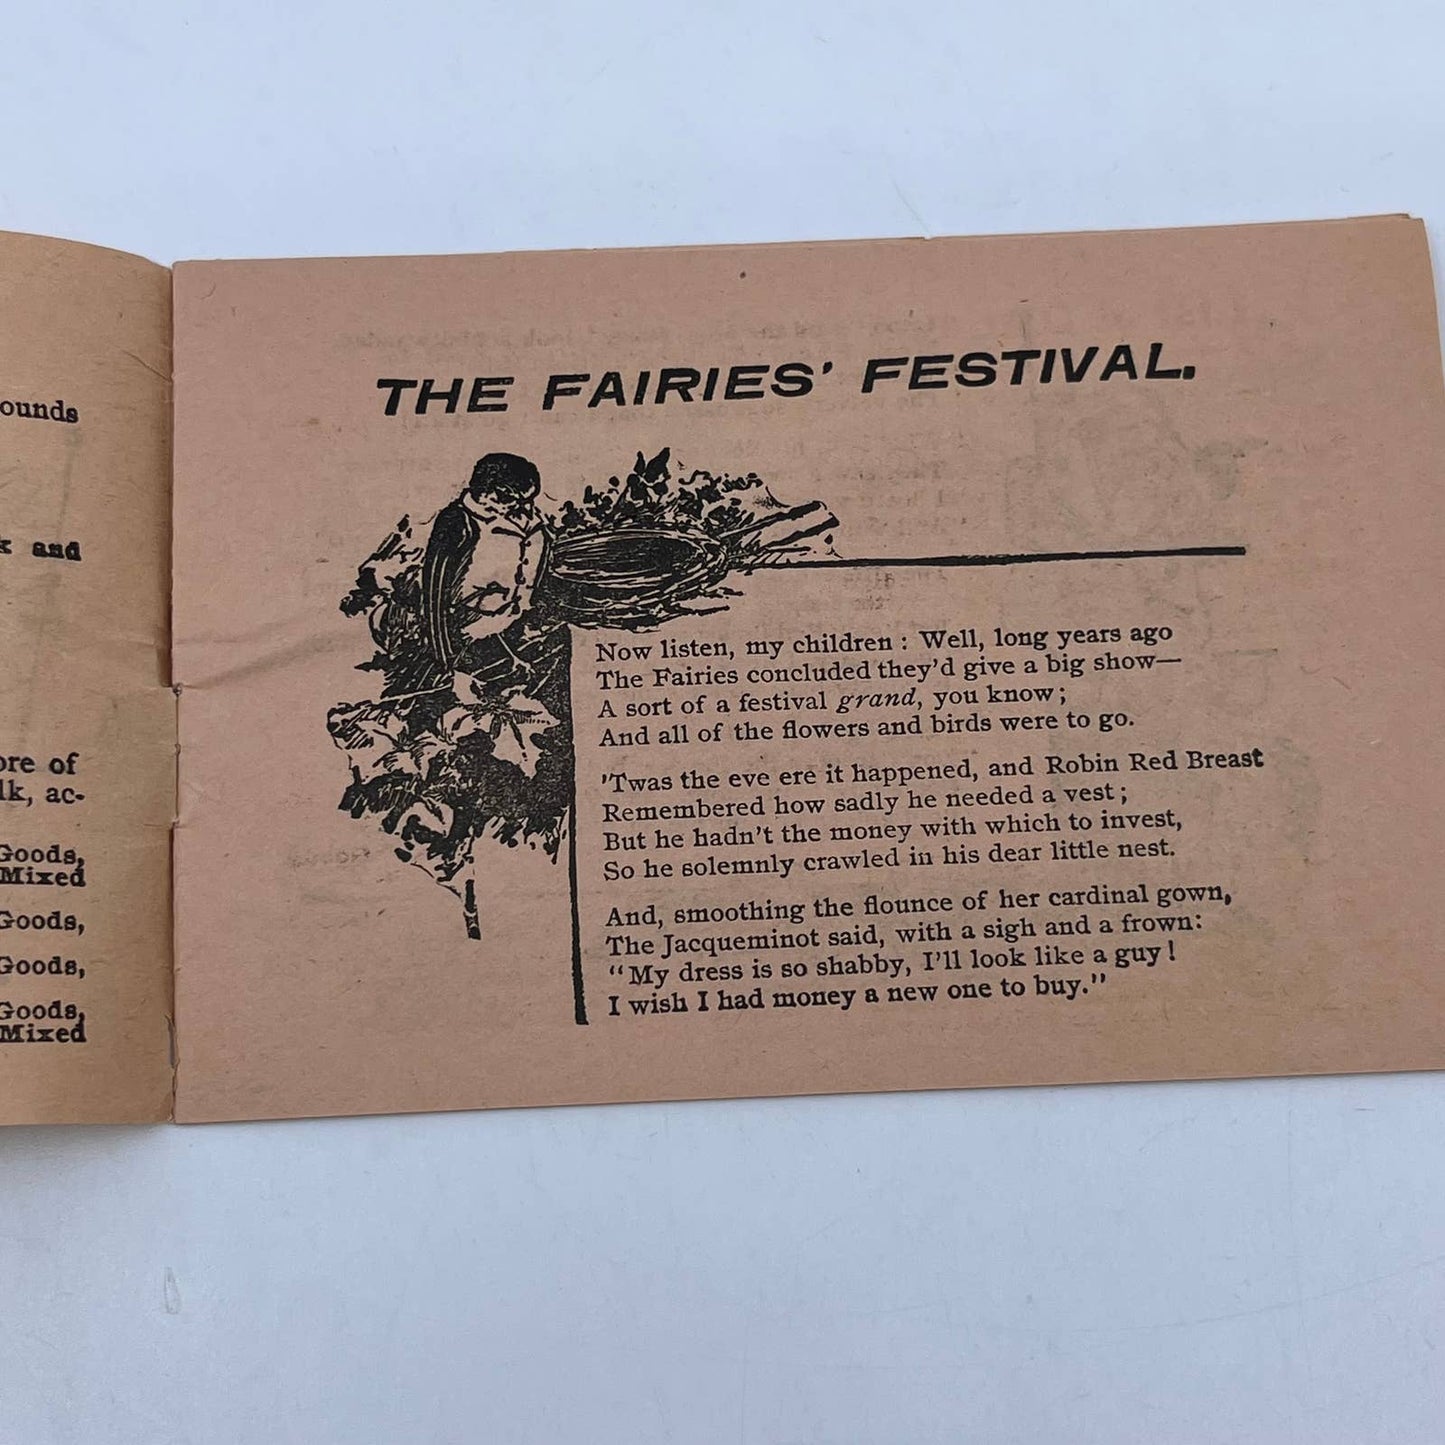 ounds
and
ore of
lk, ac-
Goods,
Mixed
Goods,
Goods,
Goods,
Mixed
THE FAIRIES' FESTIVAL.
Now listen, my children : Well, long years ago
The Fairies concluded they'd give a big show—
A sort of a festival grand, you know;
And all of the flowers and birds were to go.
'Twas the eve ere it happened, and Robin Red Breast
Remembered how sadly he needed a vest;
But he hadn't the money with which to invest,
So he solemnly crawled in his dear little nest.
And, smoothing the flounce of her cardinal gown,
The Jacqueminot said, with a sigh and a frown:
"My dress is so shabby, I'll look like a guy!
I wish I had money a new one to buy."